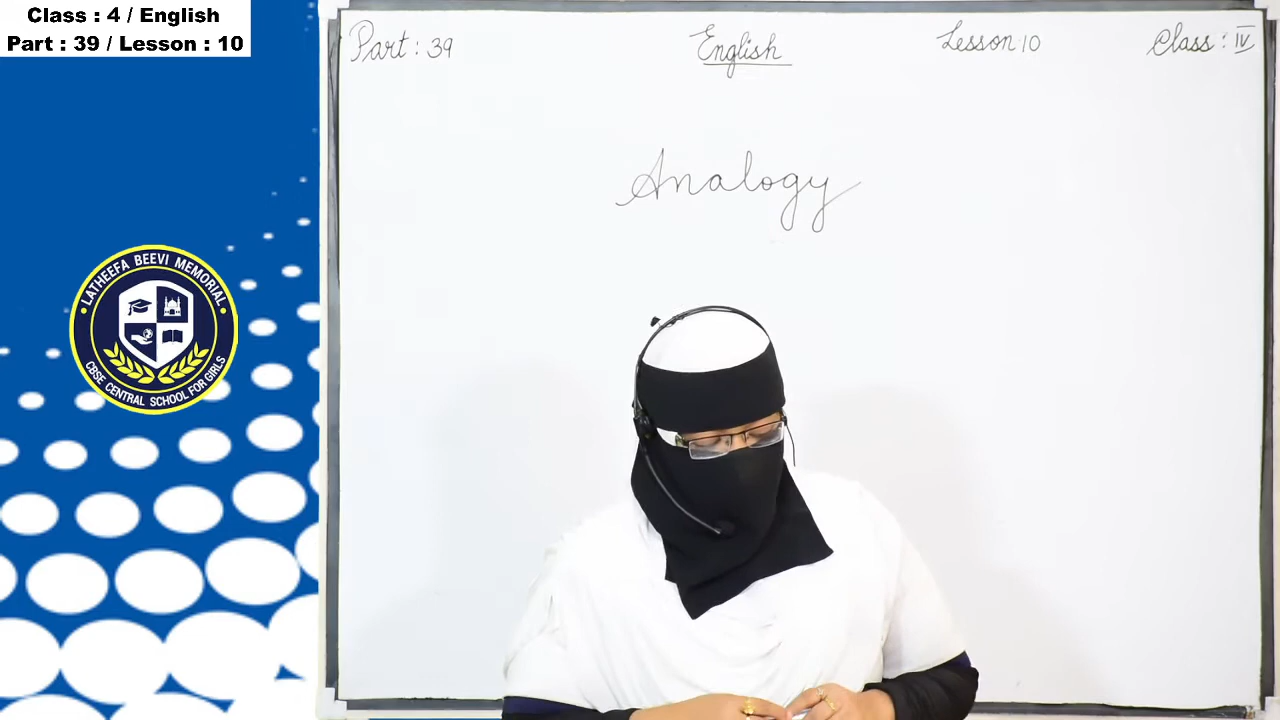 Class : 4 / English
Part : 39 / Lesson : 10
Part : 39
English
Lesson 10
Class : IV
Analogy
LATHEEFA BEEVI MEMORIAL
CBSE CENTRAL SCHOOL FOR GIRLS